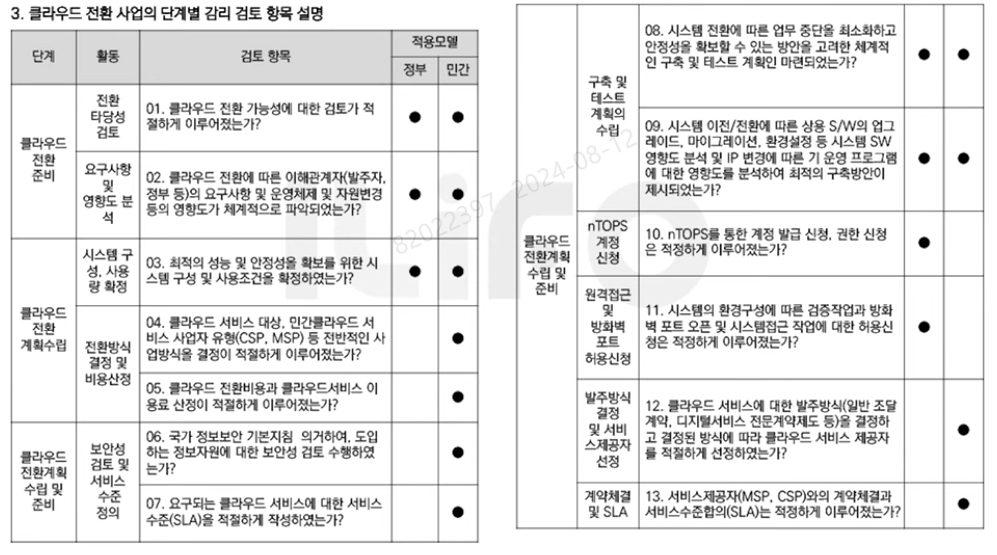 3. 클라우드 전환 사업의 단계별 감리 검토 항목 설명
단계
활동
검토 항목
적용모델
정부
민간
클라우드
전환
준비
전환
타당성
검토
01. 클라우드 전환 가능성에 대한 검토가 적
절하게 이루어졌는가?
● ●
요구사항
및
영향도 분
석
02. 클라우드 전환에 따른 이해관계자(발주자,
정부 등)의 요구사항 및 운영체제 및 자원변경
등의 영향도가 체계적으로 파악되었는가?
● ●
클라우드
전환
계획수립
시스템 구
성, 사용
량 확정
03. 최적의 성능 및 안정성을 확보를 위한 시
스템 구성 및 사용조건을 확정하였는가?
● ●
전환방식
결정 및
비용산정
04. 클라우드 서비스 대상, 민간클라우드 서
비스 사업자 유형(CSP, MSP) 등 전반적인 사
업방식을 결정이 적절하게 이루어졌는가?
●
05. 클라우드 전환비용과 클라우드서비스 이
용료 산정이 적절하게 이루어졌는가?
●
클라우드
전환계획
수립 및
준비
보안성
검토 및
서비스
수준
정의
06. 국가 정보보안 기본지침 의거하여, 도입
하는 정보자원에 대한 보안성 검토 수행하였
는가?
●
07. 요구되는 클라우드 서비스에 대한 서비스
수준(SLA)을 적절하게 작성하였는가?
●
클라우드
전환계획
수립 및
준비
구축 및
테스트
계획의
수립
08. 시스템 전환에 따른 업무 중단을 최소화하고
안정성을 확보할 수 있는 방안을 고려한 체계적
인 구축 및 테스트 계획인 마련되었는가?
● ●
09. 시스템 이전/전환에 따른 상용 S/W의 업그
레이드, 마이그레이션, 환경설정 등 시스템 SW
영향도 분석 및 IP 변경에 따른 기 운영 프로그램
에 대한 영향도를 분석하여 최적의 구축방안이
제시되었는가?
● ●
nTOPS
계정
신청
10. nTOPS를 통한 계정 발급 신청, 권한 신청
은 적정하게 이루어졌는가?
●
원격접근
및
방화벽
포트
허용신청
11. 시스템의 환경구성에 따른 검증작업과 방화
벽 포트 오픈 및 시스템접근 작업에 대한 허용신
청은 적정하게 이루어졌는가?
●
발주방식
결정
및 서비
스제공자
선정
12. 클라우드 서비스에 대한 발주방식(일반 조달
계약, 디지털서비스 전문계약제도 등)을 결정하
고 결정된 방식에 따라 클라우드 서비스 제공자
를 적절하게 선정하였는가?
●
계약체결
및 SLA
13. 서비스제공자(MSP, CSP)와의 계약체결과
서비스수준합의(SLA)는 적정하게 이루어졌는가?
●
82022397 2024-08-12